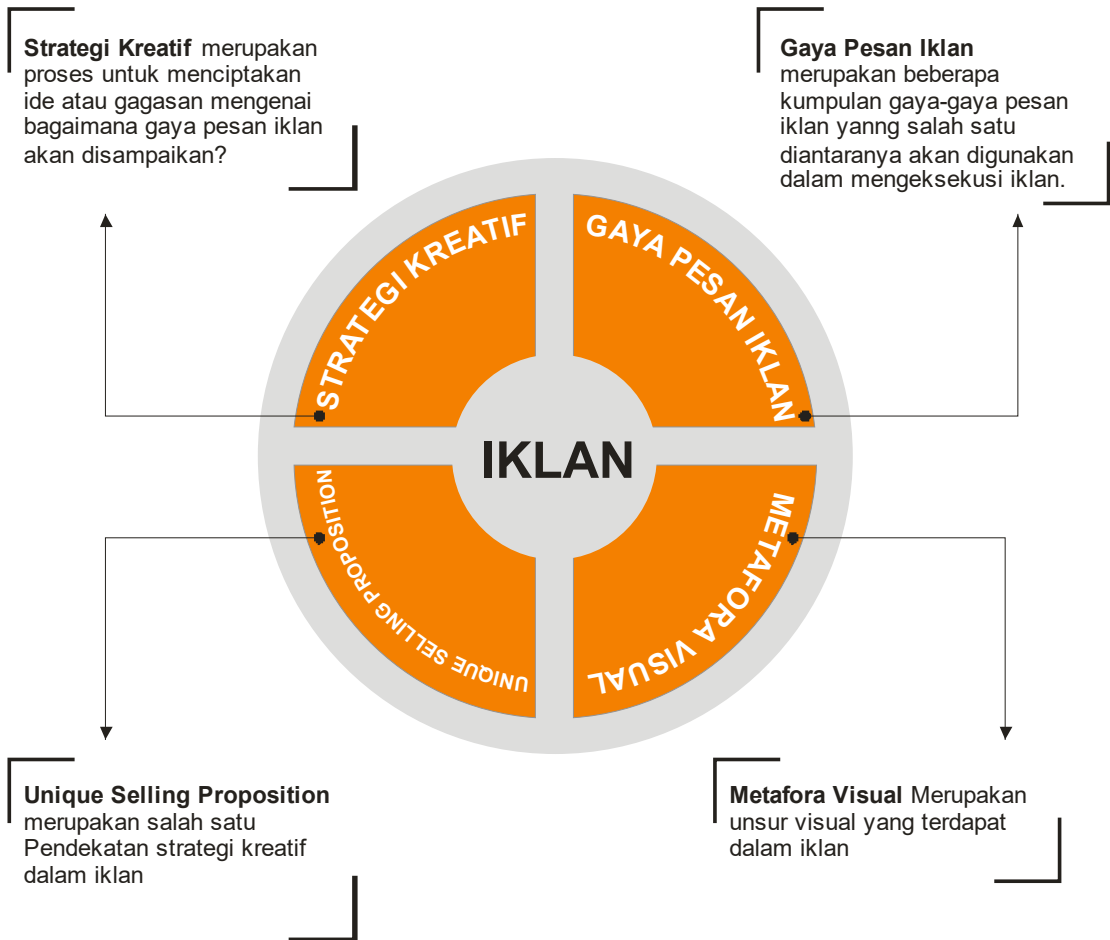 Strategi Kreatif merupakan
proses untuk menciptakan
ide atau gagasan mengenai
bagaimana gaya pesan iklan
akan disampaikan?
Gaya Pesan Iklan
merupakan beberapa
kumpulan gaya-gaya pesan
iklan yanng salah satu
diantaranya akan digunakan
dalam mengeksekusi iklan.
STRATEGI KREATIF
GAYA PESAN IKLAN
IKLAN
UNIQUE SELLING PROPOSITION
METAFORA VISUAL
Unique Selling Proposition
merupakan salah satu
Pendekatan strategi kreatif
dalam iklan
Metafora Visual Merupakan
unsur visual yang terdapat
dalam iklan